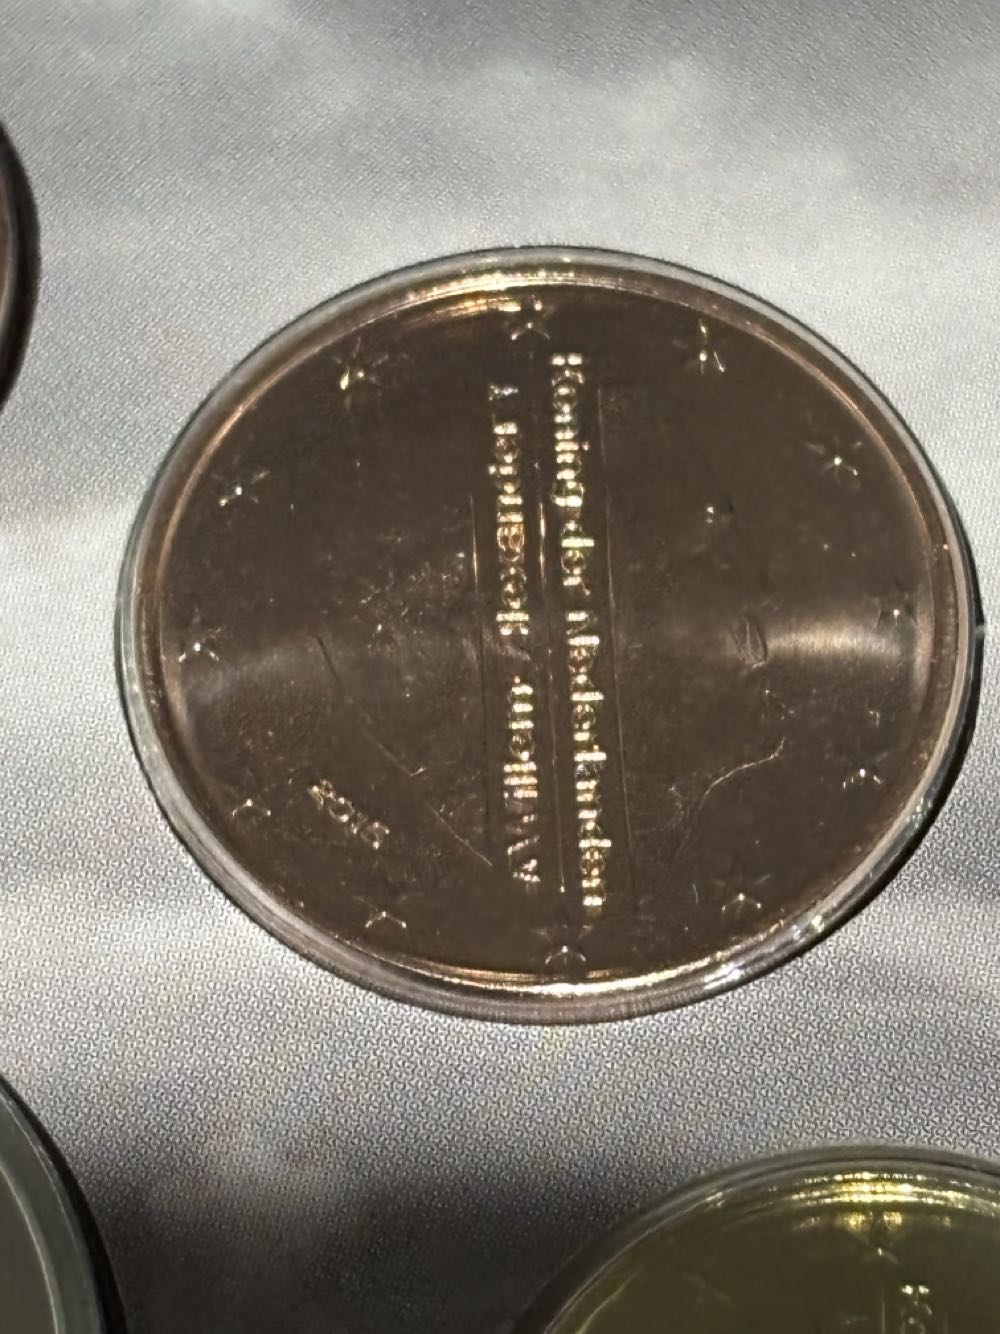 Willem-Alexander
Koning der Nederlanden
2015